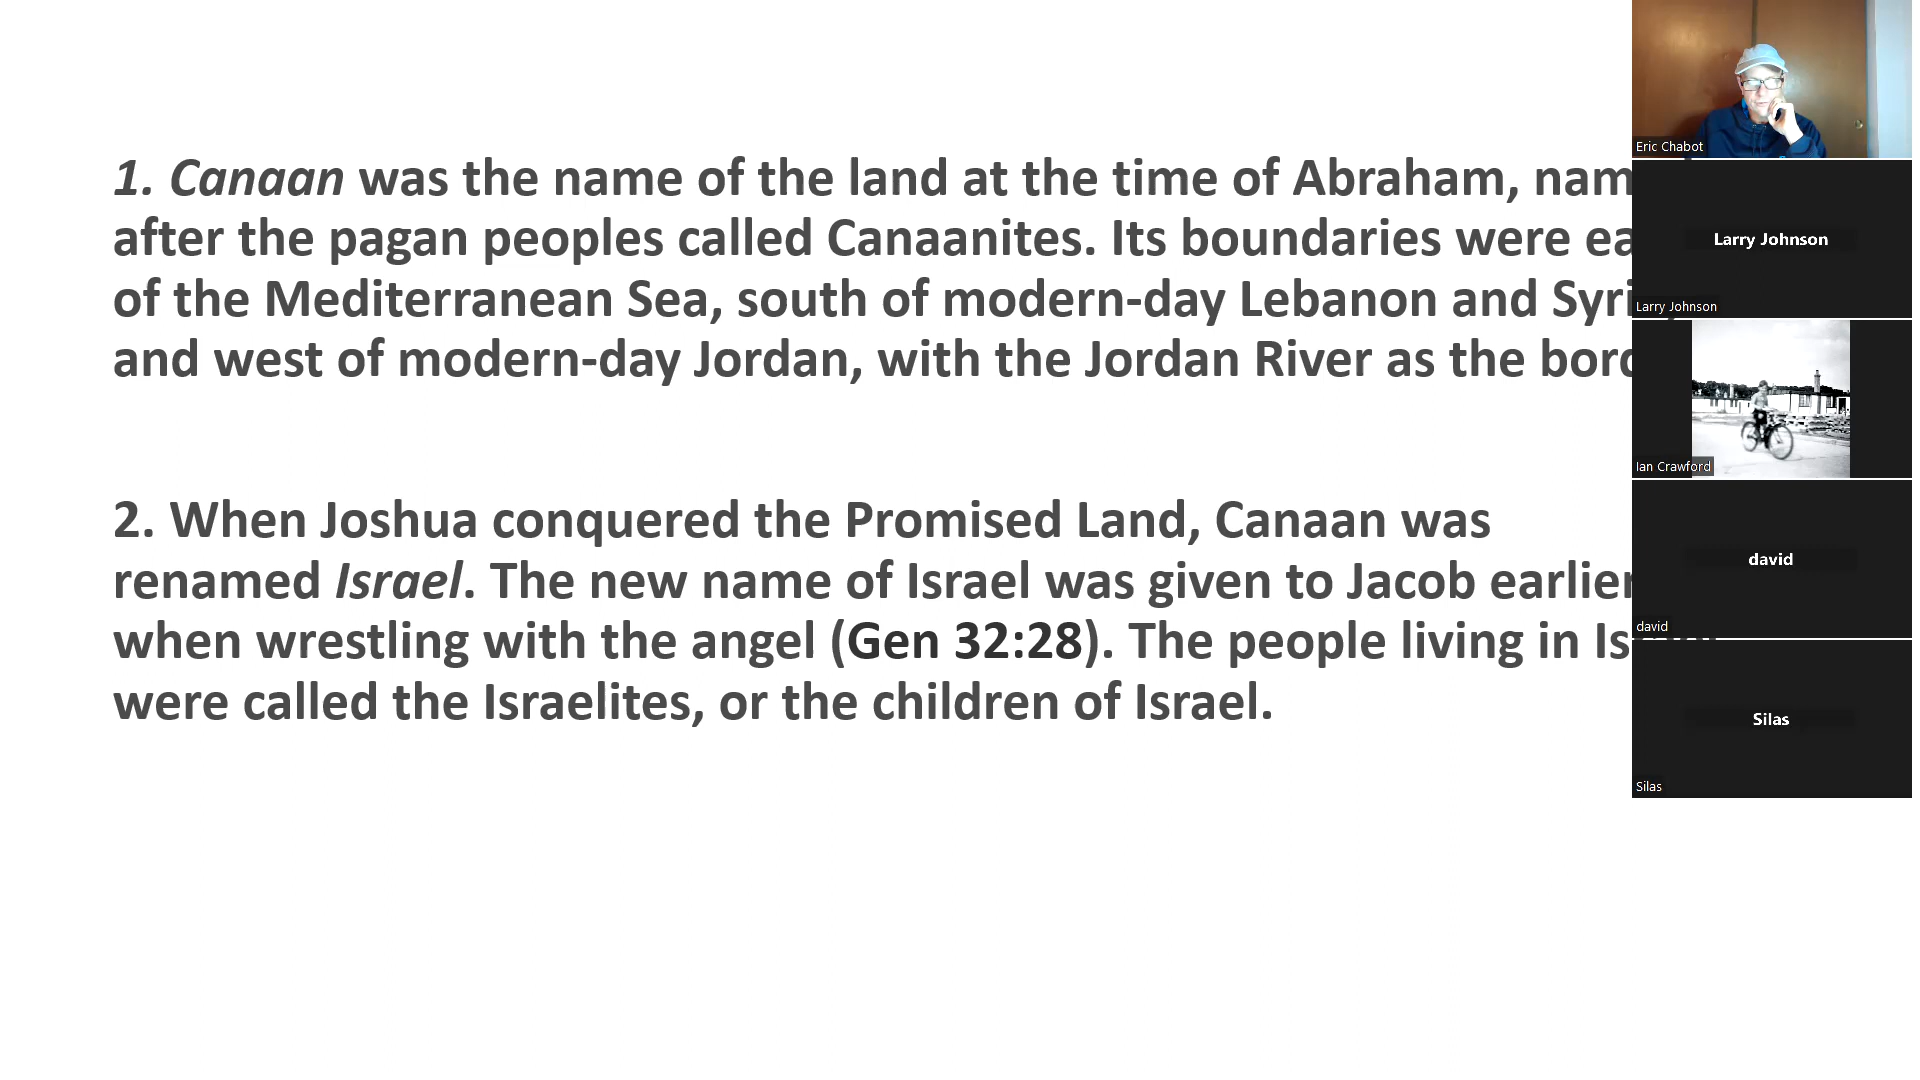 1. Canaan was the name of the land at the time of Abraham,
after the pagan peoples called Canaanites. Its boundaries were
of the Mediterranean Sea, south of modern-day Lebanon and
and west of modern-day Jordan, with the Jordan River as the
2. When Joshua conquered the Promised Land, Canaan was
renamed Israel. The new name of Israel was given to Jacob earlier
when wrestling with the angel (Gen 32:28). The people living in
were called the Israelites, or the children of Israel.
Eric Chabot
Larry Johnson
Larry Johnson
Ian Crawford
david
david
Silas
Silas